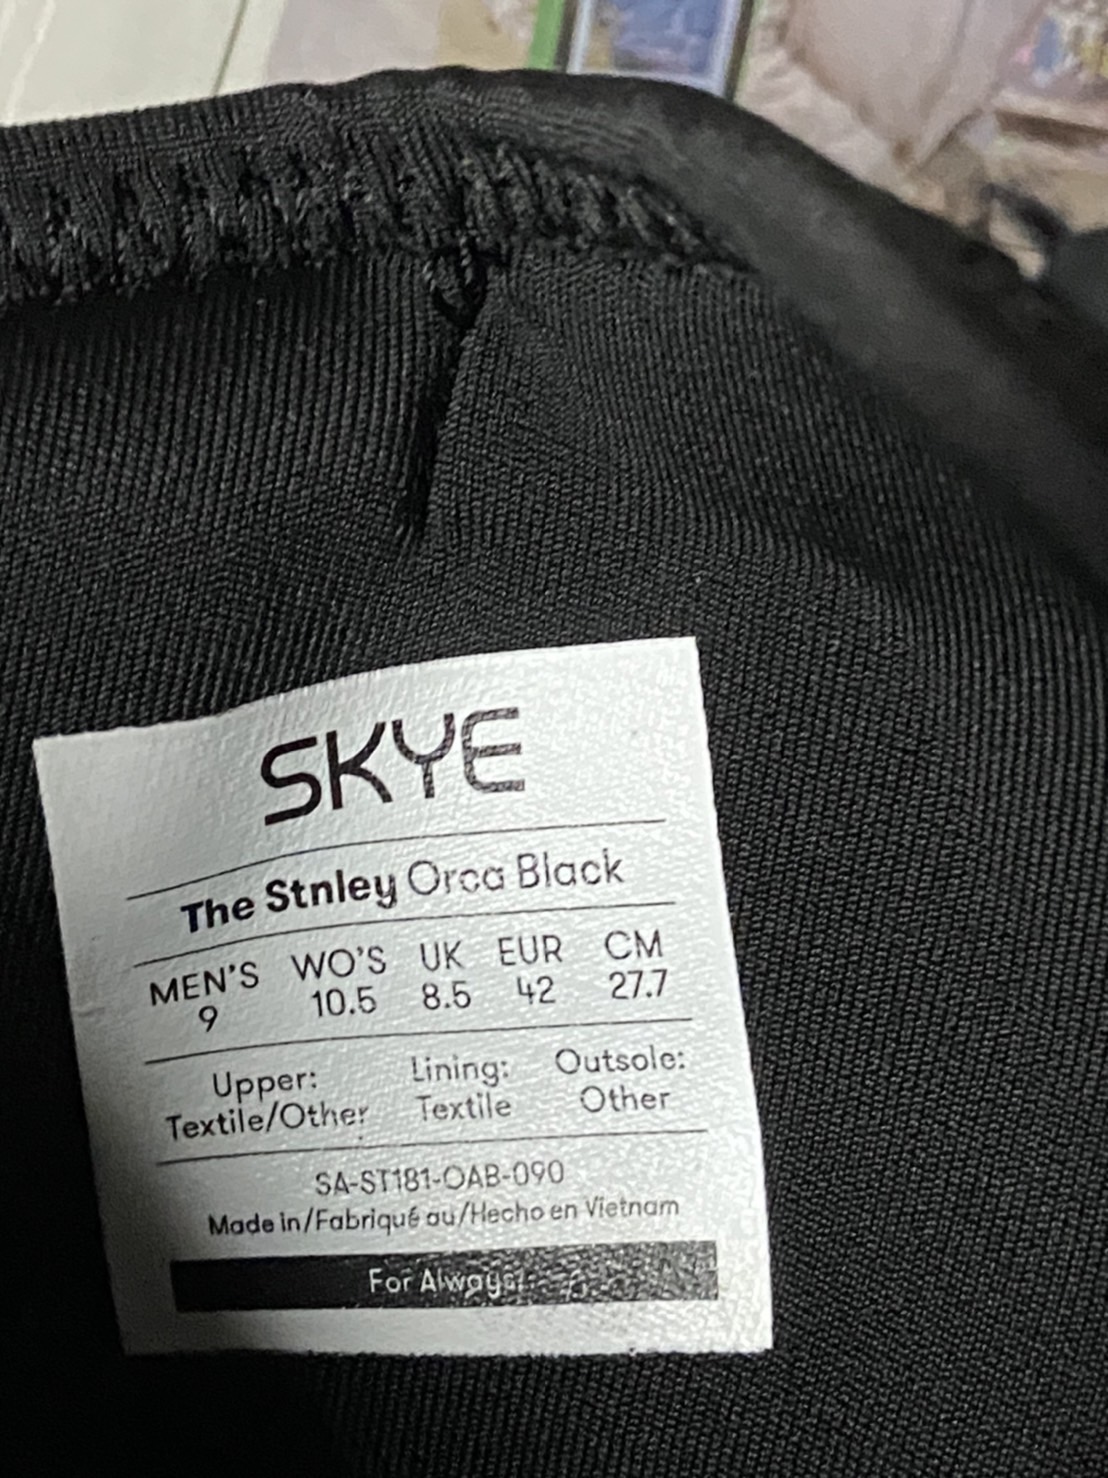 SKYE
The Stnley Orca Black
MEN'S WO'S UK EUR CM
9 10.5 8.5 42 27.7
Upper: Lining: Outsole:
Textile/Other Textile Other
SA-ST181-OAB-090
Made in/Fabriqué au/Hecho en Vietnam
For Always